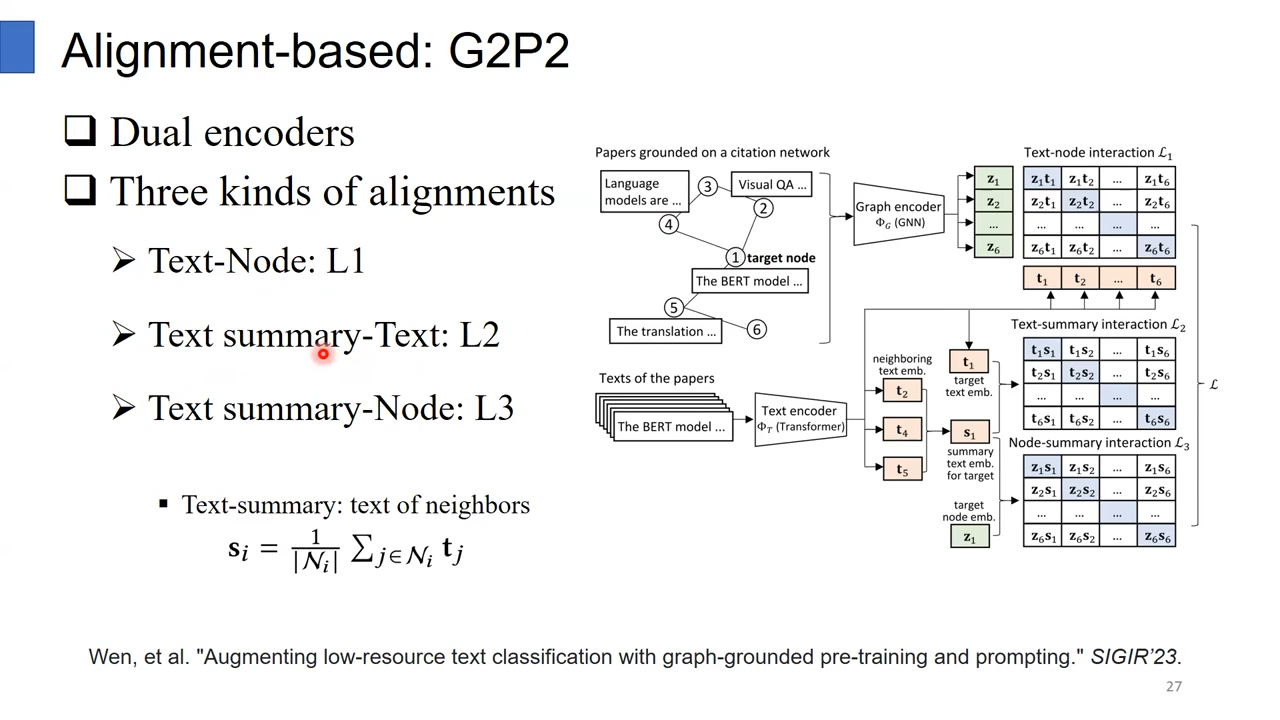 Alignment-based: G2P2
Dual encoders
Three kinds of alignments
Text-Node: L1
Text summary-Text: L2
Text summary-Node: L3
Text-summary: text of neighbors
s_i = 1/|𝒩_i| ∑_{j∈𝒩_i} t_j
Papers grounded on a citation network
Language
models are ...
3
Visual QA ...
2
4
1 target node
The BERT model ...
5
The translation ...
6
Graph encoder
Φ_G (GNN)
z₁
z₂
...
z₆
Text-node interaction ℒ₁
z₁t₁ z₁t₂ ... z₁t₆
z₂t₁ z₂t₂ ... z₂t₆
... ... ... ...
z₆t₁ z₆t₂ ... z₆t₆
t₁ t₂ ... t₆
Texts of the papers
The BERT model ...
Text encoder
Φ_T (Transformer)
neighboring
text emb.
t₂
t₄
t₅
t₁
target
text emb.
s₁
summary
text emb.
for target
target
node emb.
z₁
Text-summary interaction ℒ₂
t₁s₁ t₁s₂ ... t₁s₆
t₂s₁ t₂s₂ ... t₂s₆
... ... ... ...
t₆s₁ t₆s₂ ... t₆s₆
Node-summary interaction ℒ₃
z₁s₁ z₁s₂ ... z₁s₆
z₂s₁ z₂s₂ ... z₂s₆
... ... ... ...
z₆s₁ z₆s₂ ... z₆s₆
ℒ
Wen, et al. "Augmenting low-resource text classification with graph-grounded pre-training and prompting." SIGIR'23.
27